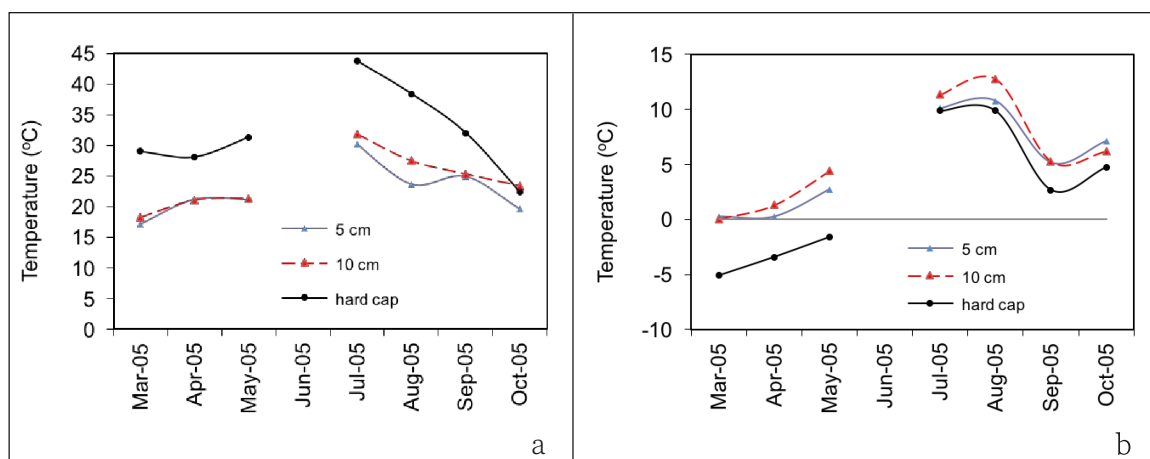 Temperature (°C)
45
40
35
30
25
20
15
10
5
0
5 cm
10 cm
hard cap
Mar-05
Apr-05
May-05
Jun-05
Jul-05
Aug-05
Sep-05
Oct-05
a
Temperature (°C)
15
10
5
0
-5
-10
5 cm
10 cm
hard cap
Mar-05
Apr-05
May-05
Jun-05
Jul-05
Aug-05
Sep-05
Oct-05
b